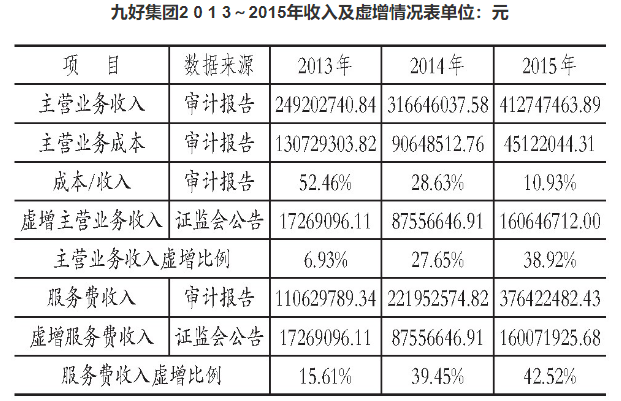 九好集团2 0 1 3～2015年收入及虚增情况表单位：元
项 目 数据来源 2013年 2014年 2015年
主营业务收入 审计报告 249202740.84 316646037.58 412747463.89
主营业务成本 审计报告 130729303.82 90648512.76 45122044.31
成本/收入 审计报告 52.46% 28.63% 10.93%
虚增主营业务收入 证监会公告 17269096.11 87556646.91 160646712.00
主营业务收入虚增比例 6.93% 27.65% 38.92%
服务费收入 审计报告 110629789.34 221952574.82 376422482.43
虚增服务费收入 证监会公告 17269096.11 87556646.91 160071925.68
服务费收入虚增比例 15.61% 39.45% 42.52%